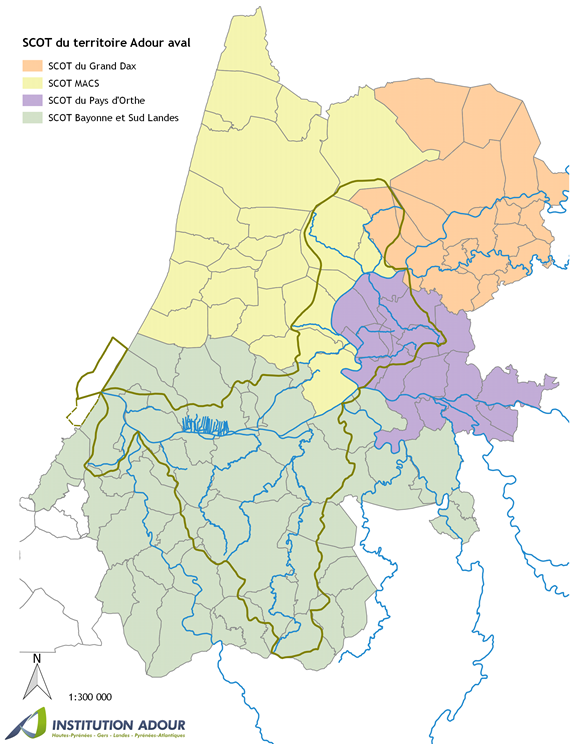 SCOT du territoire Adour aval
SCOT du Grand Dax
SCOT MACS
SCOT du Pays d'Orthe
SCOT Bayonne et Sud Landes
N
1:300 000
INSTITUTION ADOUR
Hautes-Pyrénées - Gers - Landes - Pyrénées-Atlantiques